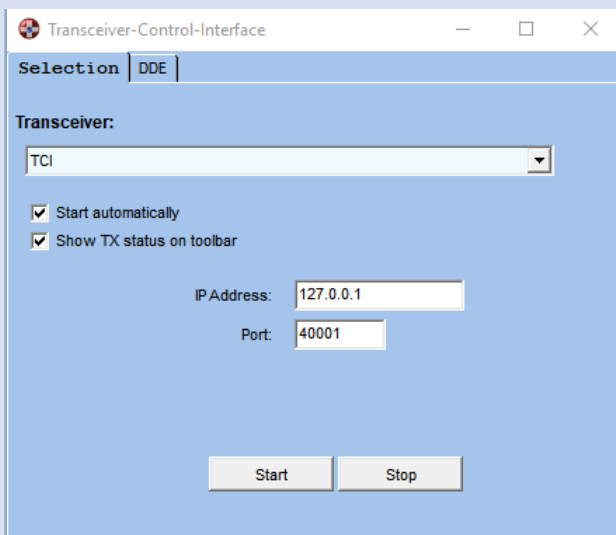 Transceiver-Control-Interface
Selection DDE
Transceiver:
TCI
Start automatically
Show TX status on toolbar
IP Address: 127.0.0.1
Port: 40001
Start Stop